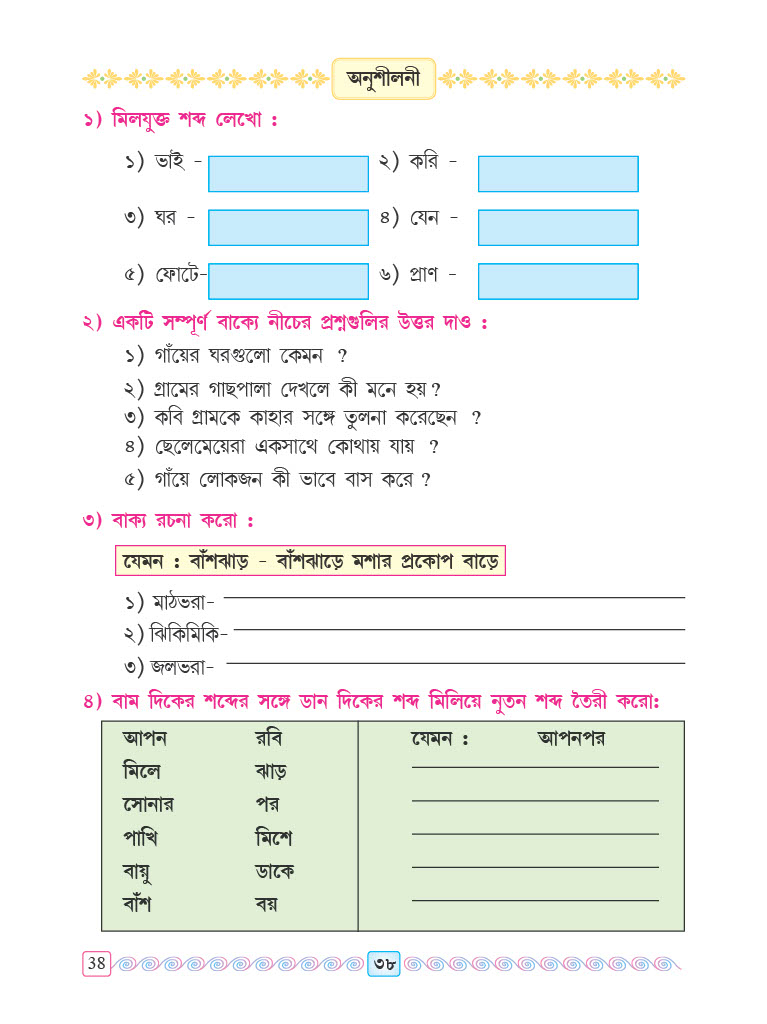 অনুশীলনী
১) মিলযুক্ত শব্দ লেখো :
১) ভাই - ২) করি -
৩) ঘর - ৪) যেন -
৫) ফোটে- ৬) প্রাণ -
২) একটি সম্পূর্ণ বাক্যে নীচের প্রশ্নগুলির উত্তর দাও :
১) গাঁয়ের ঘরগুলো কেমন ?
২) গ্রামের গাছপালা দেখলে কী মনে হয় ?
৩) কবি গ্রামকে কাহার সঙ্গে তুলনা করেছেন ?
৪) ছেলেমেয়েরা একসাথে কোথায় যায় ?
৫) গাঁয়ে লোকজন কী ভাবে বাস করে ?
৩) বাক্য রচনা করো :
যেমন : বাঁশঝাড় - বাঁশঝাড়ে মশার প্রকোপ বাড়ে
১) মাঠভরা-
২) ঝিকিমিকি-
৩) জলভরা-
৪) বাম দিকের শব্দের সঙ্গে ডান দিকের শব্দ মিলিয়ে নুতন শব্দ তৈরী করো:
আপন রবি যেমন : আপনপর
মিলে ঝাড়
সোনার পর
পাখি মিশে
বায়ু ডাকে
বাঁশ বয়
38 ৩৮